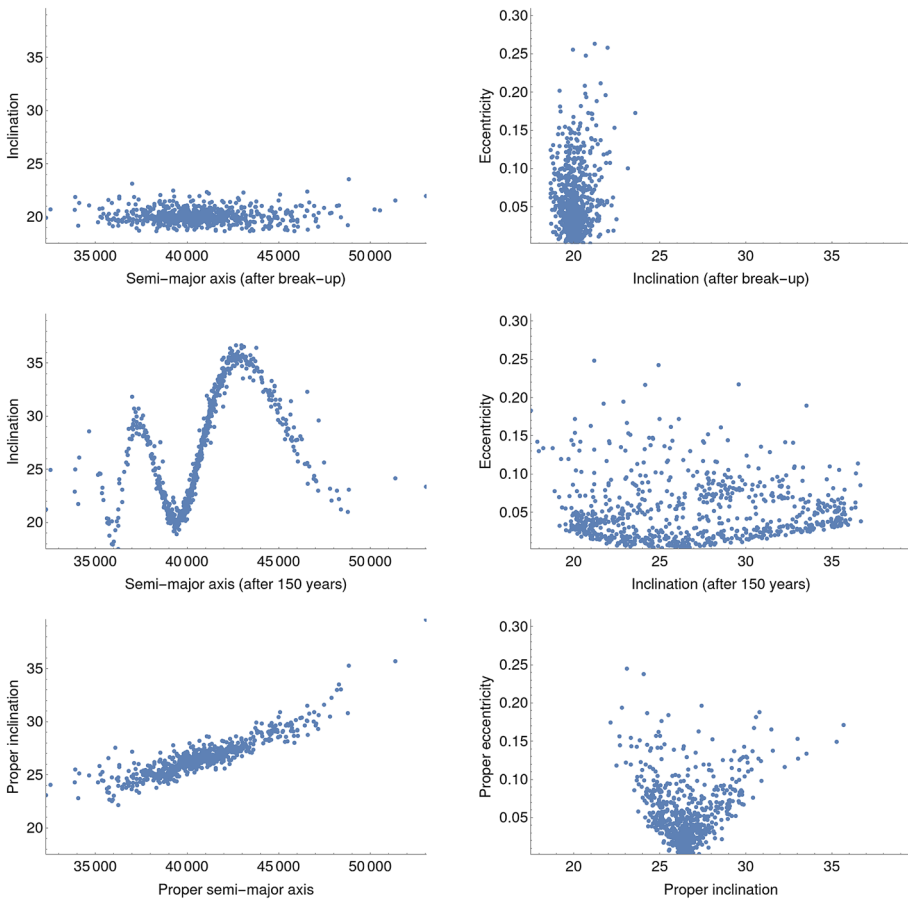 35
30
25
20
Inclination
35000 40000 45000 50000
Semi-major axis (after break-up)
0.30
0.25
0.20
0.15
0.10
0.05
Eccentricity
20 25 30 35
Inclination (after break-up)
35
30
25
20
Inclination
35000 40000 45000 50000
Semi-major axis (after 150 years)
0.30
0.25
0.20
0.15
0.10
0.05
Eccentricity
20 25 30 35
Inclination (after 150 years)
35
30
25
20
Proper inclination
35000 40000 45000 50000
Proper semi-major axis
0.30
0.25
0.20
0.15
0.10
0.05
Proper eccentricity
20 25 30 35
Proper inclination